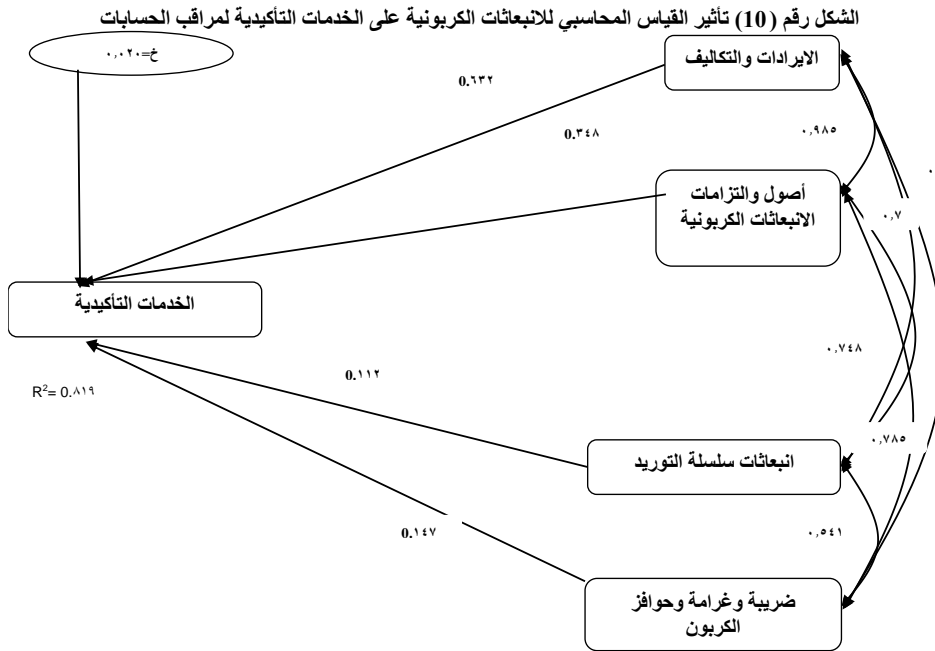 الشكل رقم (10) تأثير القياس المحاسبي للانبعاثات الكربونية على الخدمات التأكيدية لمراقب الحسابات
خ=٠,٠٢٠
الايرادات والتكاليف
0.٦٣٢
0.٣٤٨
٠,٩٨٥
أصول والتزامات
الانبعاثات الكربونية
٠,٧
الخدمات التأكيدية
٠,٧٤٨
R²= 0.٨١٩
0.١١٢
٠,٧٨٥
انبعاثات سلسلة التوريد
0.١٤٧
٠,٥٤١
ضريبة وغرامة وحوافز
الكربون